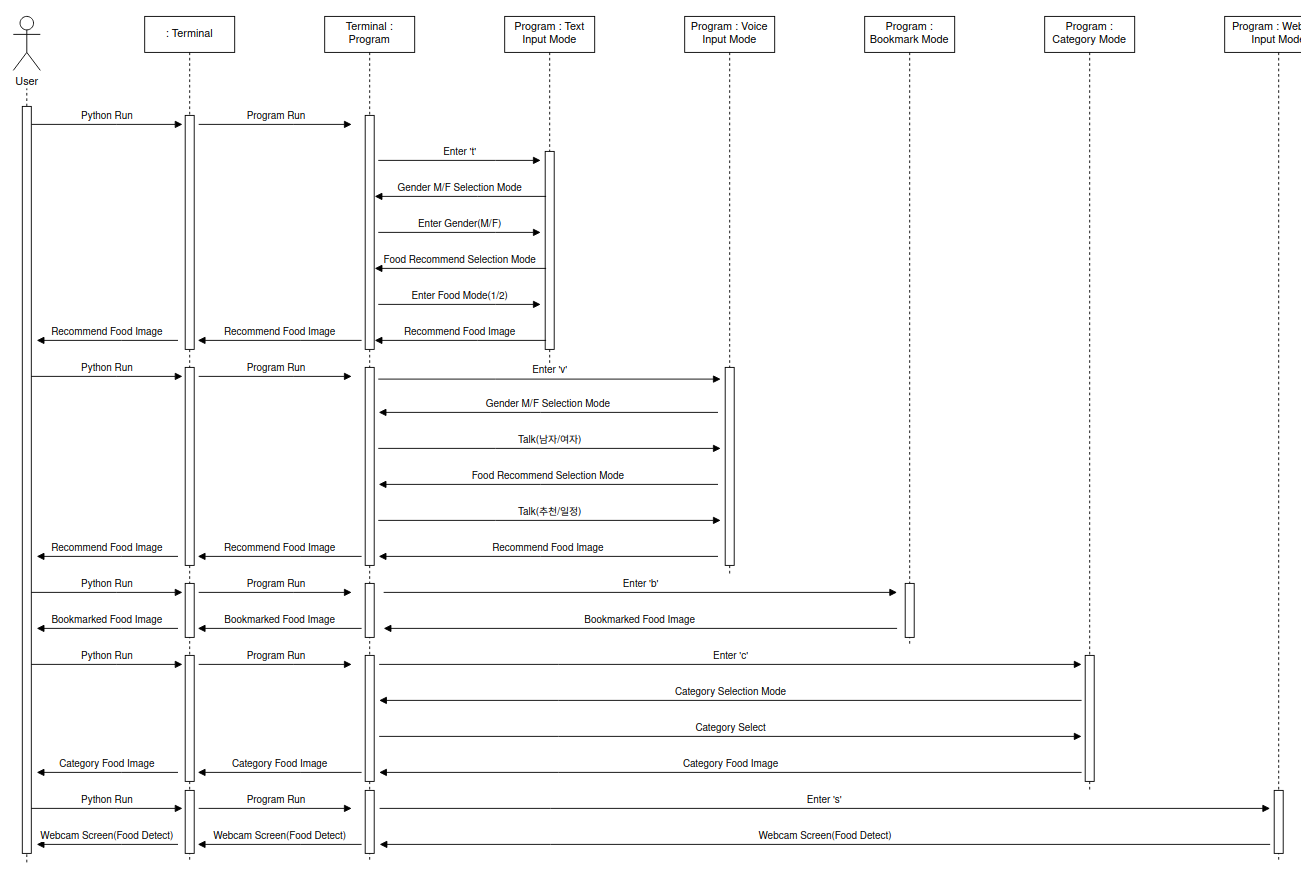 : Terminal
Terminal :
Program
Program : Text
Input Mode
Program : Voice
Input Mode
Program :
Bookmark Mode
Program :
Category Mode
Program : Web
Input Mode
User
Python Run
Program Run
Enter 't'
Gender M/F Selection Mode
Enter Gender(M/F)
Food Recommend Selection Mode
Enter Food Mode(1/2)
Recommend Food Image
Recommend Food Image
Recommend Food Image
Python Run
Program Run
Enter 'v'
Gender M/F Selection Mode
Talk(남자/여자)
Food Recommend Selection Mode
Talk(추천/일정)
Recommend Food Image
Recommend Food Image
Recommend Food Image
Python Run
Program Run
Enter 'b'
Bookmarked Food Image
Bookmarked Food Image
Bookmarked Food Image
Python Run
Program Run
Enter 'c'
Category Selection Mode
Category Select
Category Food Image
Category Food Image
Category Food Image
Python Run
Program Run
Enter 's'
Webcam Screen(Food Detect)
Webcam Screen(Food Detect)
Webcam Screen(Food Detect)